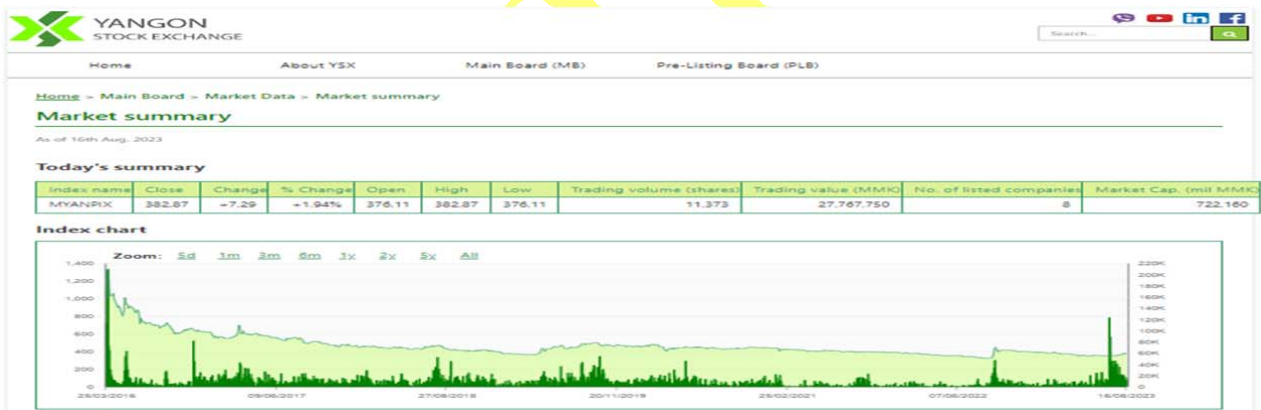 YANGON
STOCK EXCHANGE
Search...
Home About YSX Main Board (MB) Pre-Listing Board (PLB)
Home > Main Board > Market Data > Market summary
Market summary
As of 16th Aug, 2023
Today's summary
Index name Close Change % Change Open High Low Trading volume (shares) Trading value (MMK) No. of listed companies Market Cap. (mil MMK)
MYANPIX 382.87 +7.29 +1.94% 376.11 382.87 376.11 11,373 27,767,750 8 722,160
Index chart
Zoom: 5d 1m 3m 6m 1y 2y 5y All
1,400 220K
200K
1,200 180K
1,000 160K
140K
800 120K
600 100K
80K
400 60K
200 40K
20K
0 0
25/03/2016 09/06/2017 27/08/2018 20/11/2019 26/02/2021 07/06/2022 16/08/2023